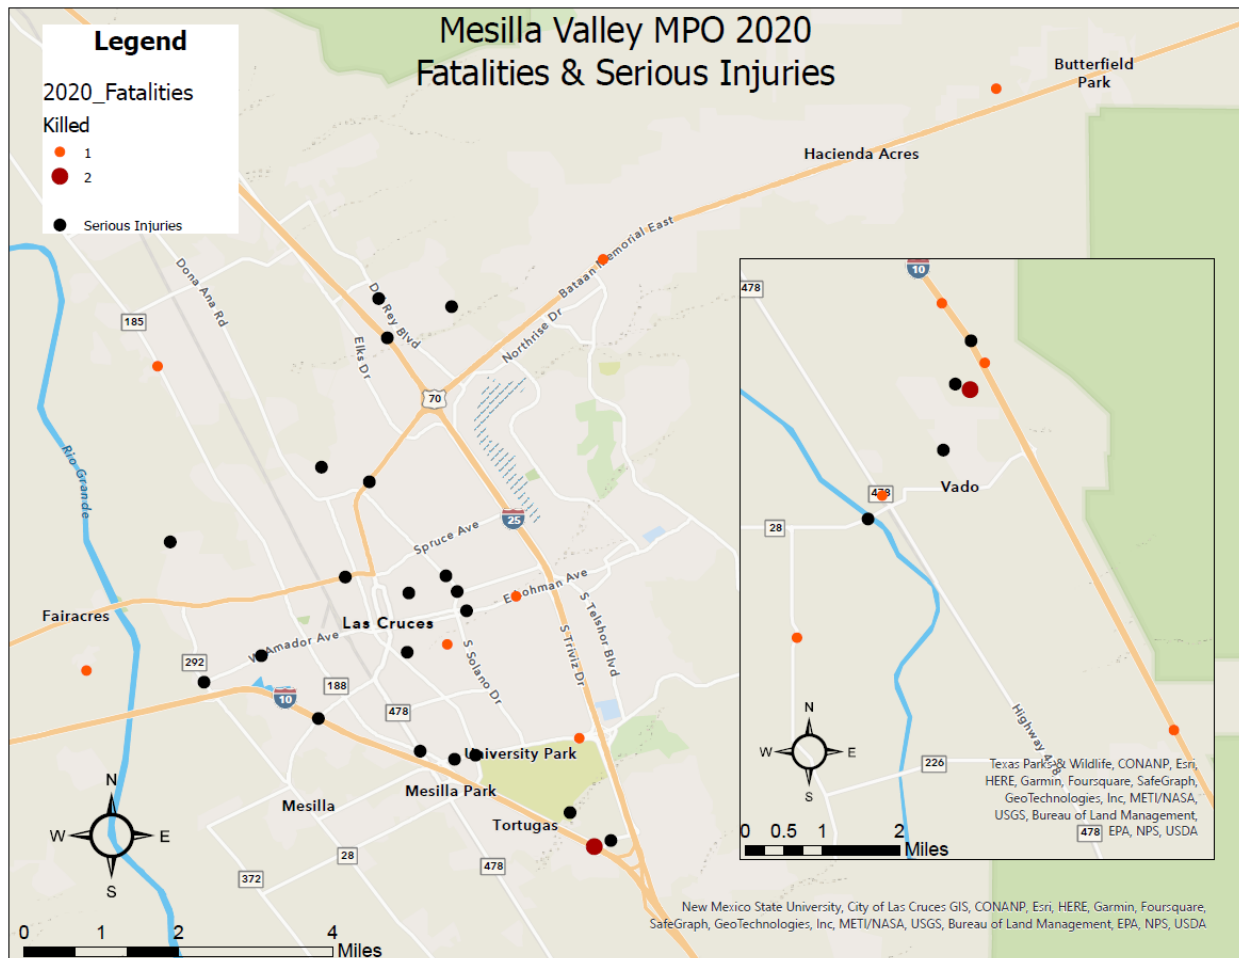 Mesilla Valley MPO 2020
Fatalities & Serious Injuries
Legend
2020_Fatalities
Killed
1
2
Serious Injuries
Butterfield
Park
Hacienda Acres
Bataan Memorial East
Dona Ana Rd
Del Rey Blvd
Northrise Dr
Elks Dr
185
70
Rio Grande
25
Spruce Ave
E Lohman Ave
Fairacres
Las Cruces
W Amador Ave
S Solano Dr
S Triviz Dr
S Telshor Blvd
292
188
10
478
University Park
Mesilla Park
Mesilla
Tortugas
28
478
372
N
W E
S
0 1 2 4
Miles
10
478
Vado
478
28
Highway 478
226
478
N
W E
S
0 0.5 1 2
Miles
Texas Parks & Wildlife, CONANP, Esri,
HERE, Garmin, Foursquare, SafeGraph,
GeoTechnologies, Inc, METI/NASA,
USGS, Bureau of Land Management,
EPA, NPS, USDA
New Mexico State University, City of Las Cruces GIS, CONANP, Esri, HERE, Garmin, Foursquare,
SafeGraph, GeoTechnologies, Inc, METI/NASA, USGS, Bureau of Land Management, EPA, NPS, USDA